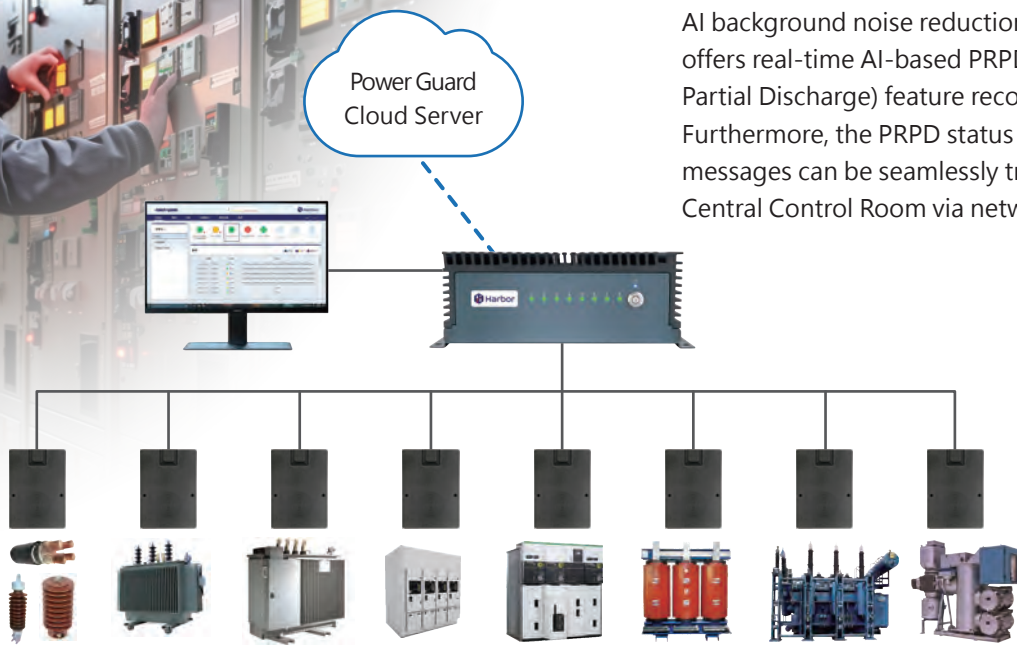 AI background noise reduction
offers real-time AI-based PRPD
Partial Discharge) feature reco
Furthermore, the PRPD status
messages can be seamlessly tr
Central Control Room via netw
Power Guard
Cloud Server
Harbor